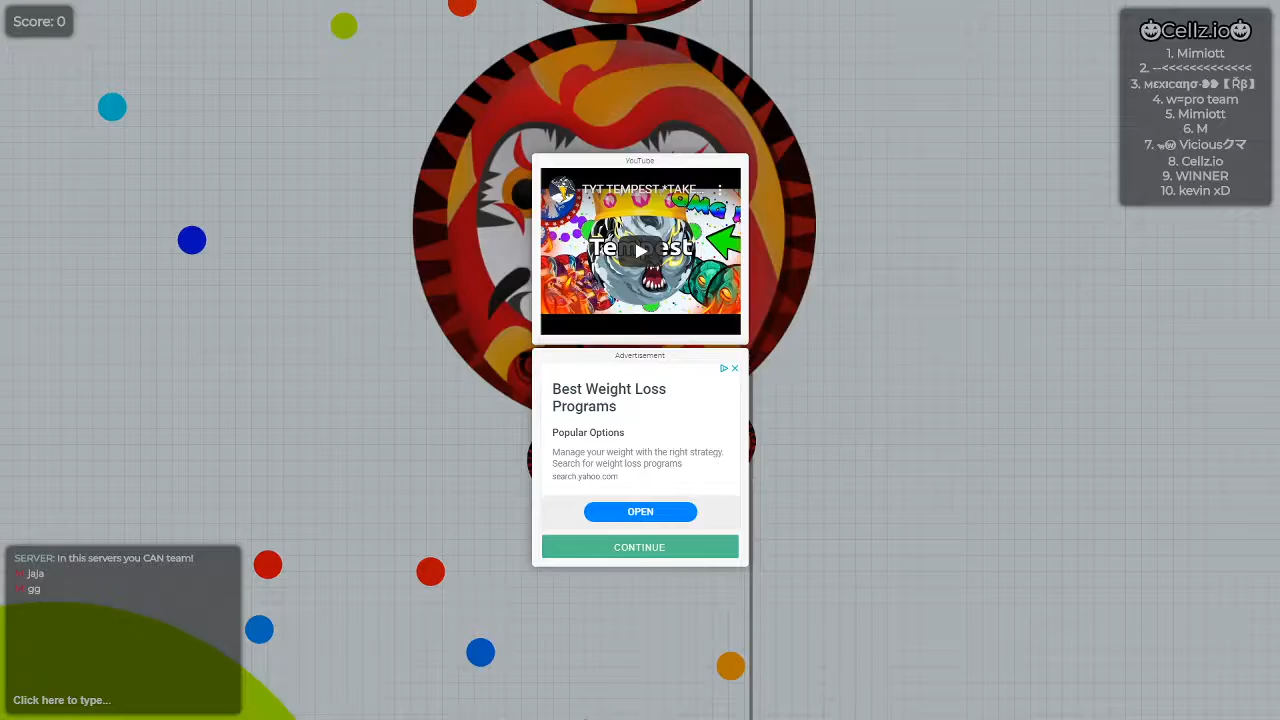 Score: 0
🎃Cellz.io🎃
1. Mimiott
2. --<<<<<<<<<<<<<
3. мεxιcαησ
4. w=pro team
5. Mimiott
6. M
7. Viciousクマ
8. Cellz.io
9. WINNER
10. kevin xD
YouTube
TYT TEMPEST *TAKE...
OMG
Tempest
Advertisement
Best Weight Loss
Programs
Popular Options
Manage your weight with the right strategy.
Search for weight loss programs
search.yahoo.com
OPEN
CONTINUE
SERVER: In this servers you CAN team!
M: jaja
M: gg
Click here to type...